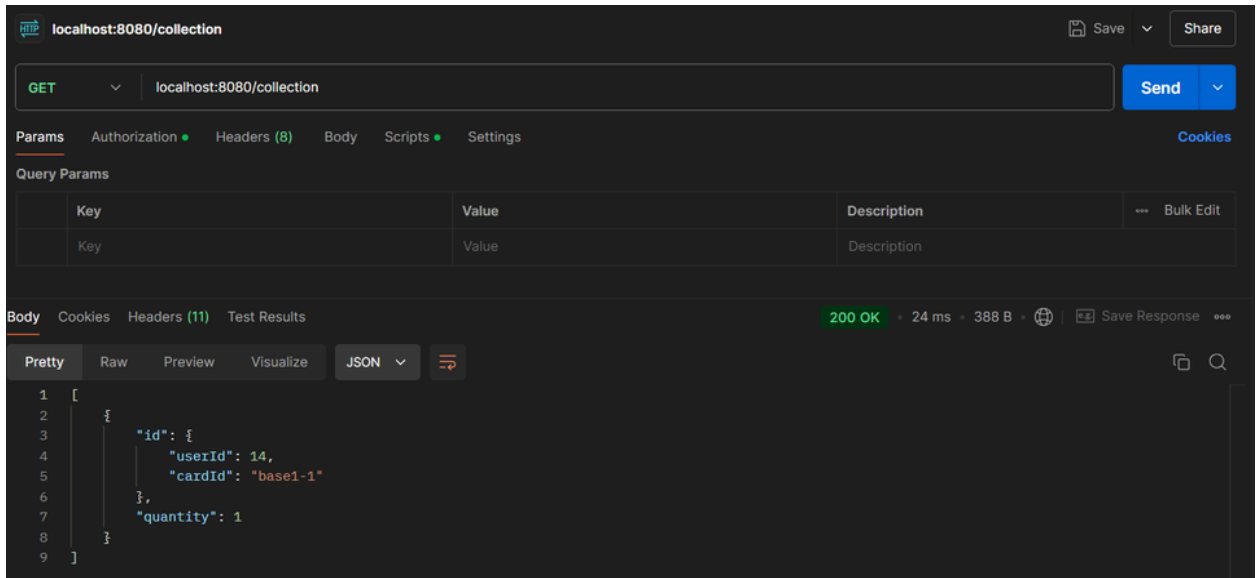 HTTP localhost:8080/collection Save Share
GET localhost:8080/collection Send
Params Authorization Headers (8) Body Scripts Settings Cookies
Query Params
Key Value Description Bulk Edit
Key Value Description
Body Cookies Headers (11) Test Results 200 OK 24 ms 388 B Save Response
Pretty Raw Preview Visualize JSON
1 [
2 {
3 "id": {
4 "userId": 14,
5 "cardId": "base1-1"
6 },
7 "quantity": 1
8 }
9 ]